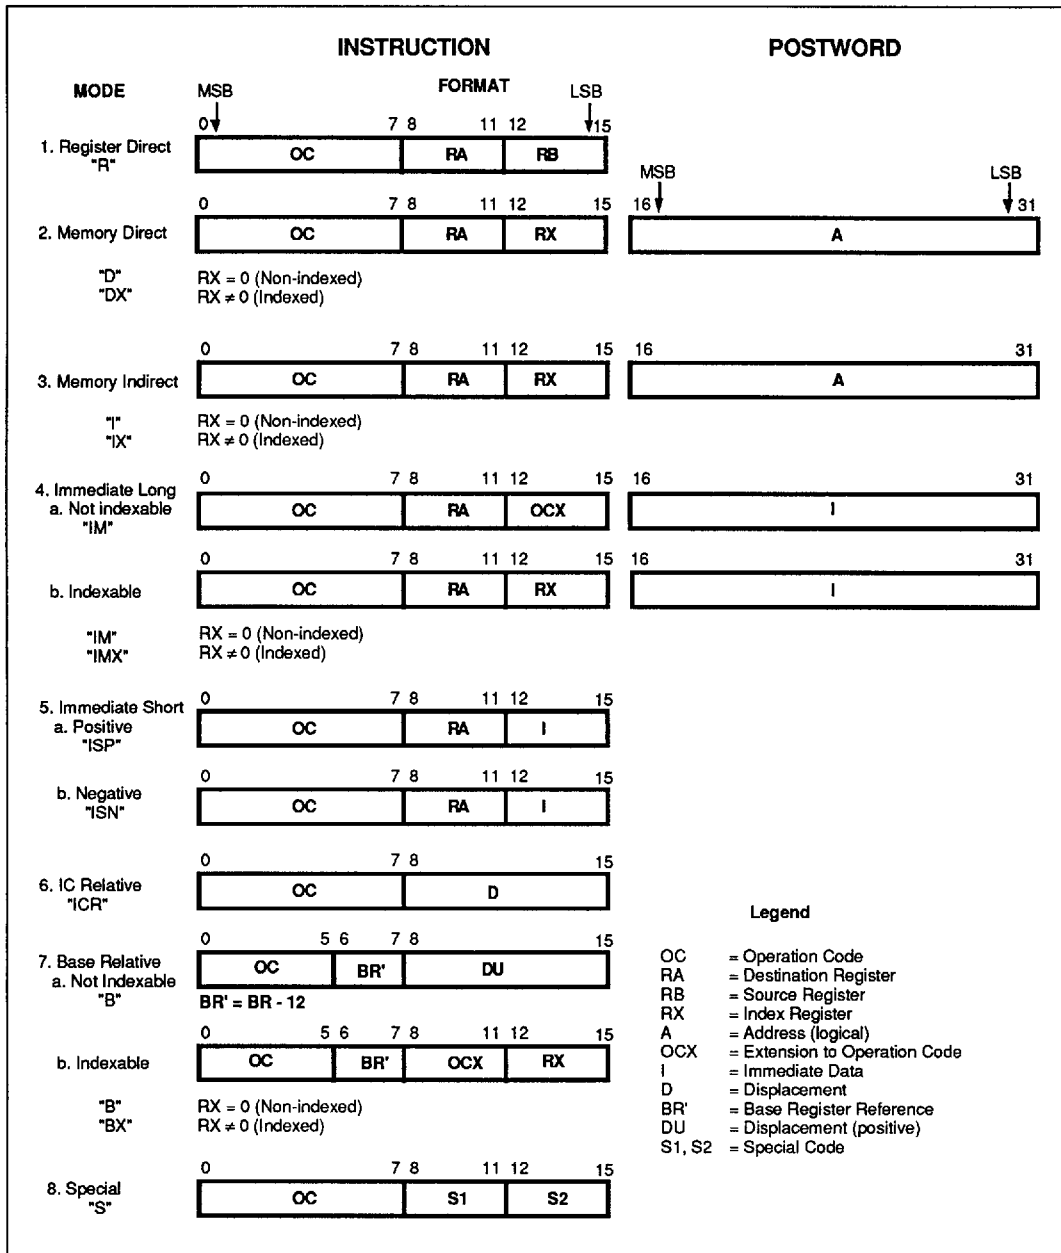 INSTRUCTION POSTWORD
MODE MSB FORMAT LSB
0 7 8 11 12 15
1. Register Direct OC RA RB
"R"
MSB LSB
0 7 8 11 12 15 16 31
2. Memory Direct OC RA RX A
"D" RX = 0 (Non-indexed)
"DX" RX ≠ 0 (Indexed)
0 7 8 11 12 15 16 31
3. Memory Indirect OC RA RX A
"I" RX = 0 (Non-indexed)
"IX" RX ≠ 0 (Indexed)
0 7 8 11 12 15 16 31
4. Immediate Long
a. Not indexable OC RA OCX I
"IM"
0 7 8 11 12 15 16 31
b. Indexable OC RA RX I
"IM" RX = 0 (Non-indexed)
"IMX" RX ≠ 0 (Indexed)
0 7 8 11 12 15
5. Immediate Short
a. Positive OC RA I
"ISP"
0 7 8 11 12 15
b. Negative OC RA I
"ISN"
0 7 8 15
6. IC Relative OC D
"ICR"
0 5 6 7 8 15
7. Base Relative OC BR' DU
a. Not Indexable
"B" BR' = BR - 12
0 5 6 7 8 11 12 15
b. Indexable OC BR' OCX RX
"B" RX = 0 (Non-indexed)
"BX" RX ≠ 0 (Indexed)
0 7 8 11 12 15
8. Special OC S1 S2
"S"
Legend
OC = Operation Code
RA = Destination Register
RB = Source Register
RX = Index Register
A = Address (logical)
OCX = Extension to Operation Code
I = Immediate Data
D = Displacement
BR' = Base Register Reference
DU = Displacement (positive)
S1, S2 = Special Code